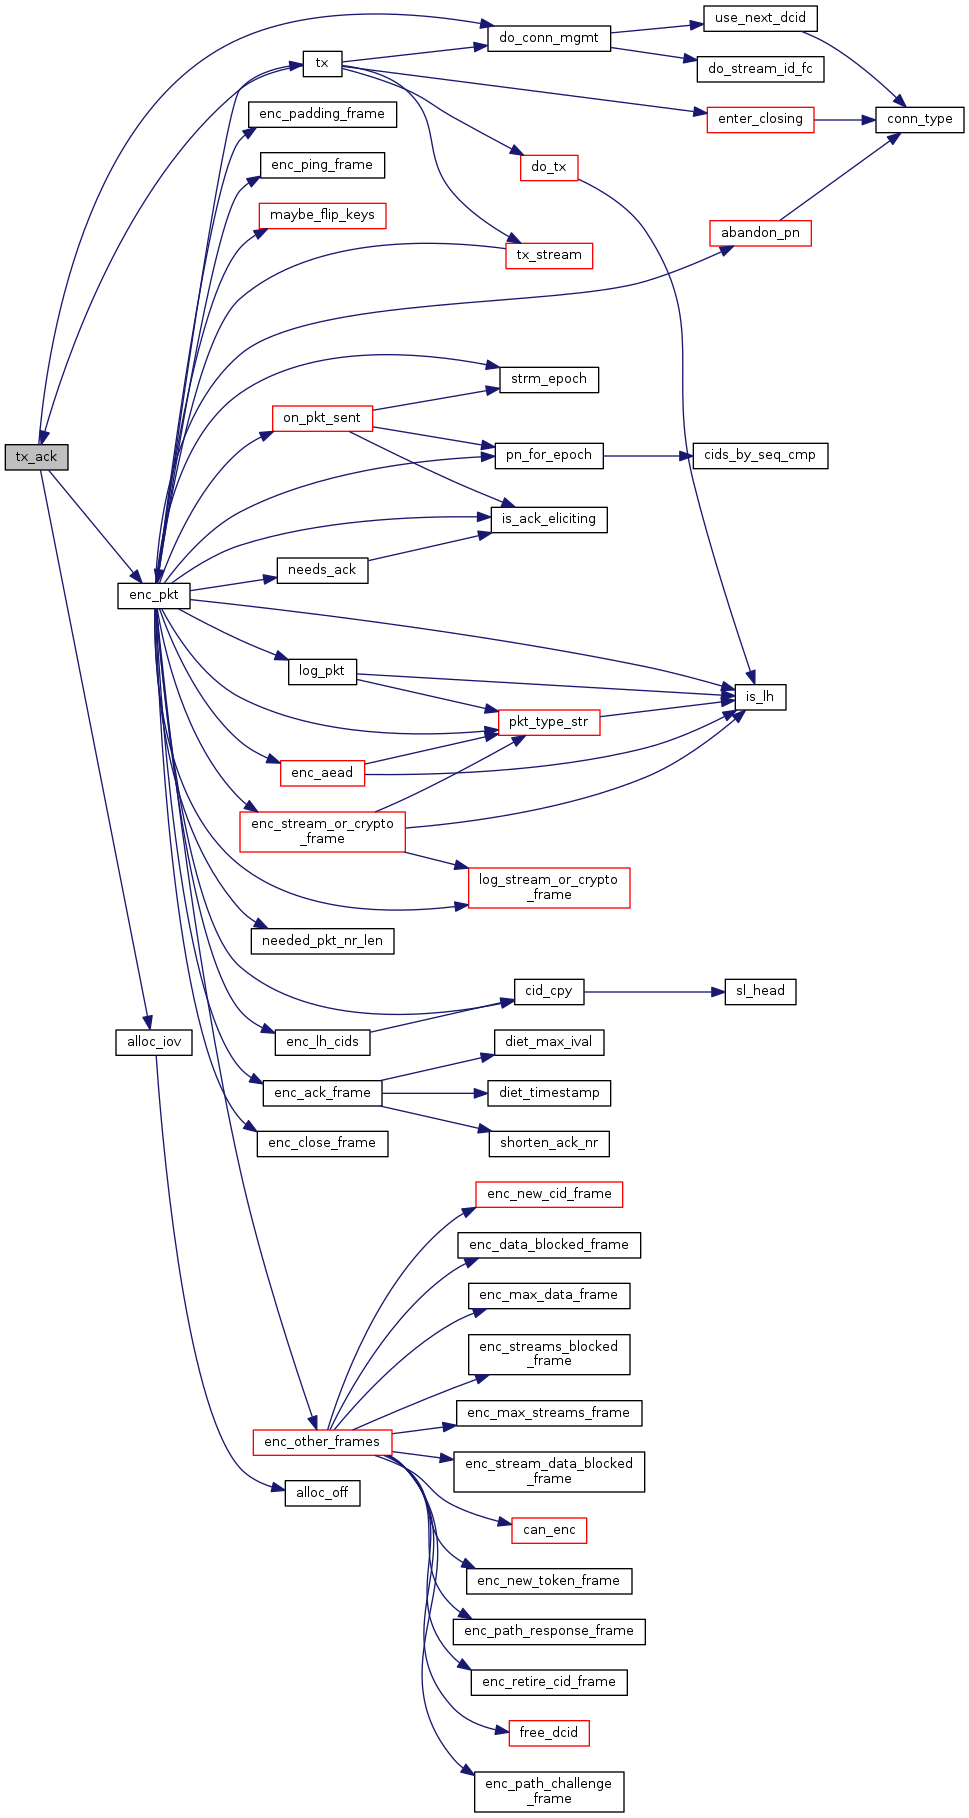 use_next_dcid
do_conn_mgmt
tx
do_stream_id_fc
enc_padding_frame
enter_closing
conn_type
enc_ping_frame
do_tx
maybe_flip_keys
abandon_pn
tx_stream
strm_epoch
on_pkt_sent
tx_ack
pn_for_epoch
cids_by_seq_cmp
is_ack_eliciting
needs_ack
enc_pkt
log_pkt
is_lh
pkt_type_str
enc_aead
enc_stream_or_crypto
_frame
log_stream_or_crypto
_frame
needed_pkt_nr_len
cid_cpy
sl_head
alloc_iov
enc_lh_cids
diet_max_ival
enc_ack_frame
diet_timestamp
enc_close_frame
shorten_ack_nr
enc_new_cid_frame
enc_data_blocked_frame
enc_max_data_frame
enc_streams_blocked
_frame
enc_max_streams_frame
enc_other_frames
enc_stream_data_blocked
_frame
alloc_off
can_enc
enc_new_token_frame
enc_path_response_frame
enc_retire_cid_frame
free_dcid
enc_path_challenge
_frame